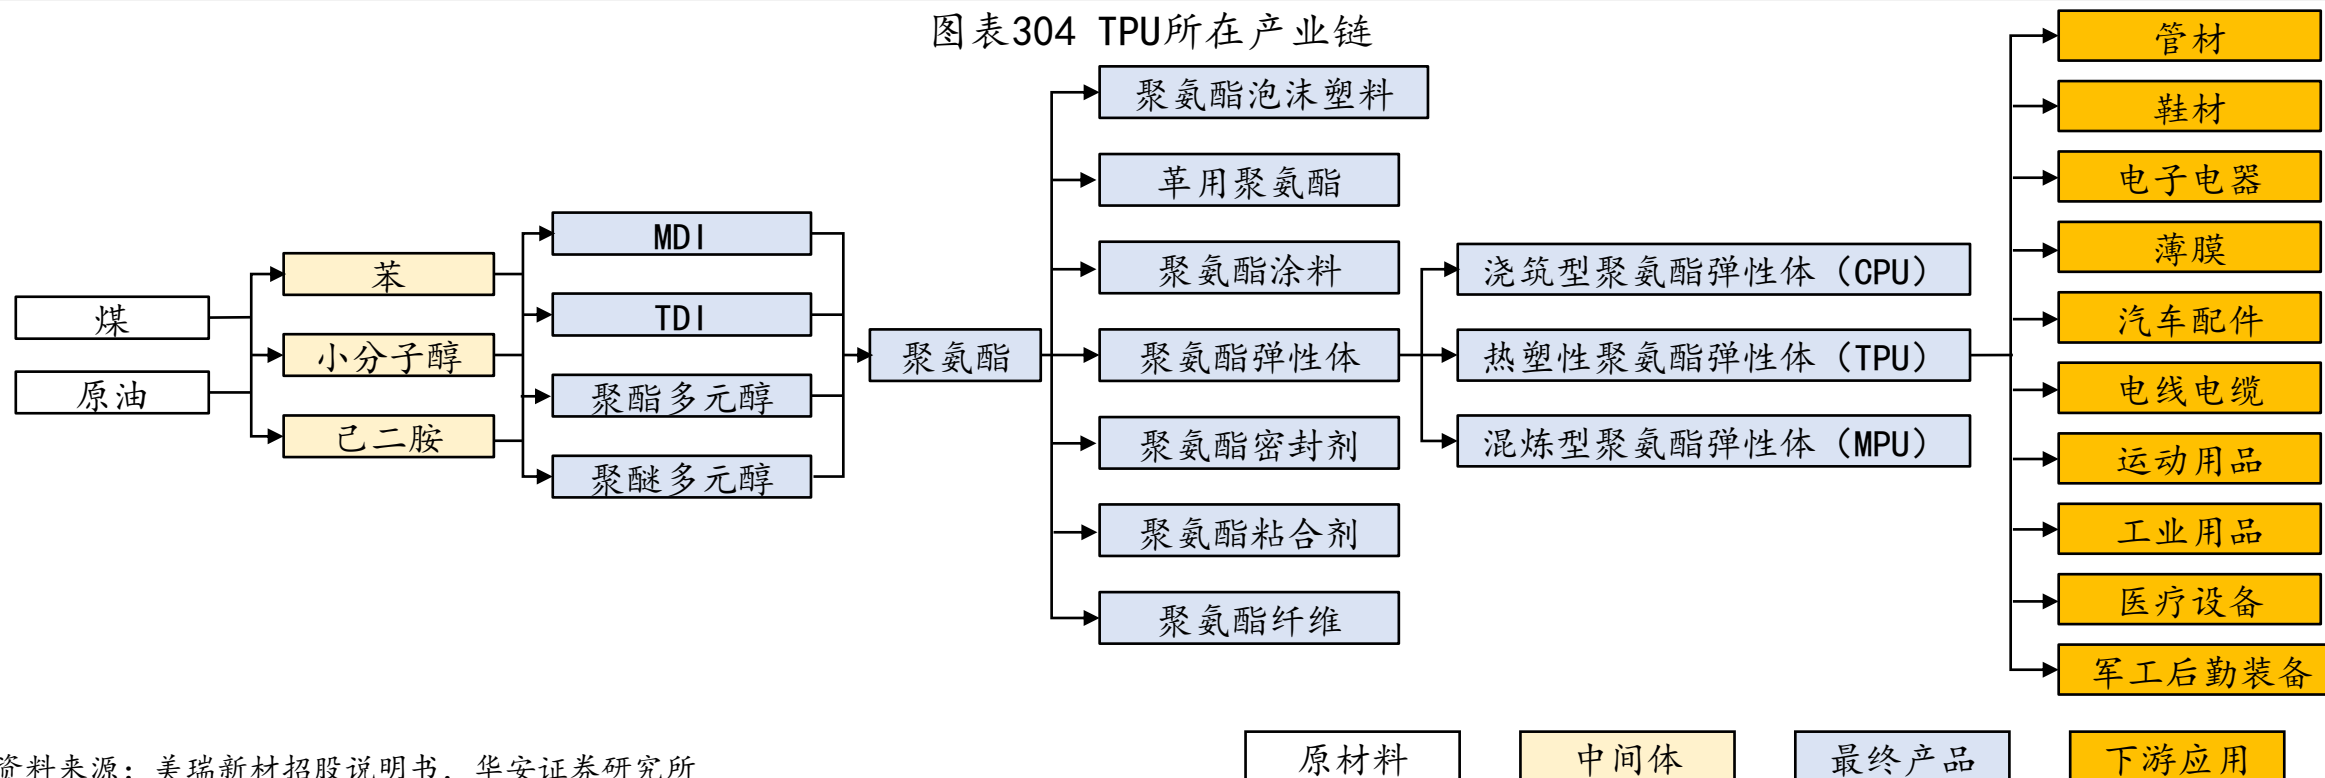 图表304 TPU所在产业链
煤
原油
苯
小分子醇
己二胺
MDI
TDI
聚酯多元醇
聚醚多元醇
聚氨酯
聚氨酯泡沫塑料
革用聚氨酯
聚氨酯涂料
聚氨酯弹性体
聚氨酯密封剂
聚氨酯粘合剂
聚氨酯纤维
浇筑型聚氨酯弹性体（CPU）
热塑性聚氨酯弹性体（TPU）
混炼型聚氨酯弹性体（MPU）
管材
鞋材
电子电器
薄膜
汽车配件
电线电缆
运动用品
工业用品
医疗设备
军工后勤装备
原材料
中间体
最终产品
下游应用
资料来源：美瑞新材招股说明书，华安证券研究所